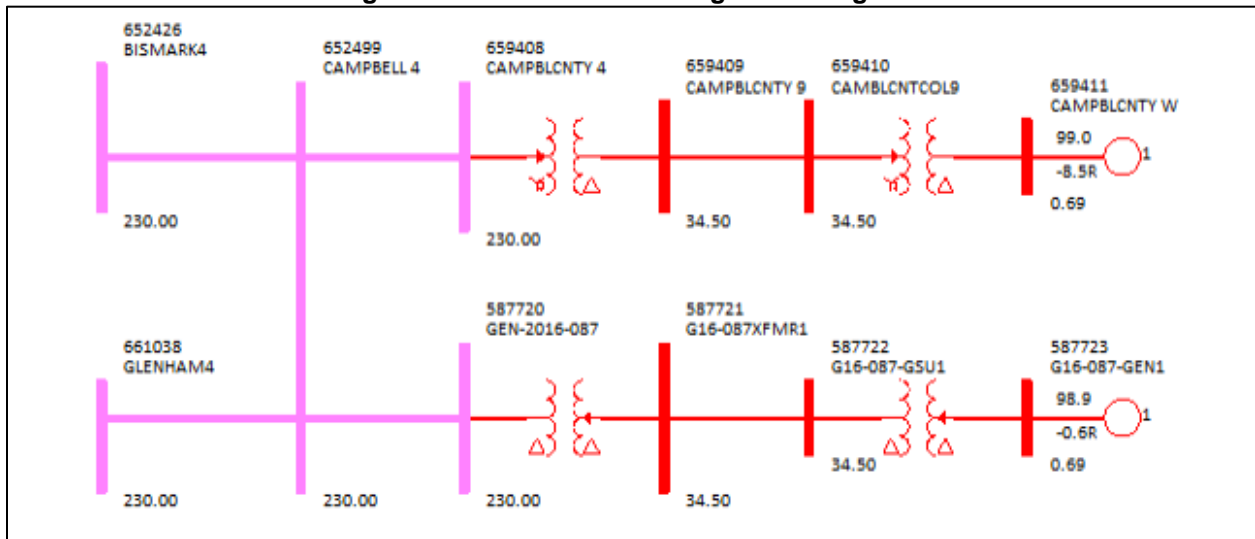 652426
BISMARK4
230.00
652499
CAMPBELL 4
659408
CAMPBLCNTY 4
230.00
659409
CAMPBLCNTY 9
34.50
659410
CAMBLCNTCOL9
34.50
659411
CAMPBLCNTY W
99.0
1
-8.5R
0.69
661038
GLENHAM4
230.00
230.00
587720
GEN-2016-087
230.00
587721
G16-087XFMR1
34.50
587722
G16-087-GSU1
34.50
587723
G16-087-GEN1
98.9
1
-0.6R
0.69